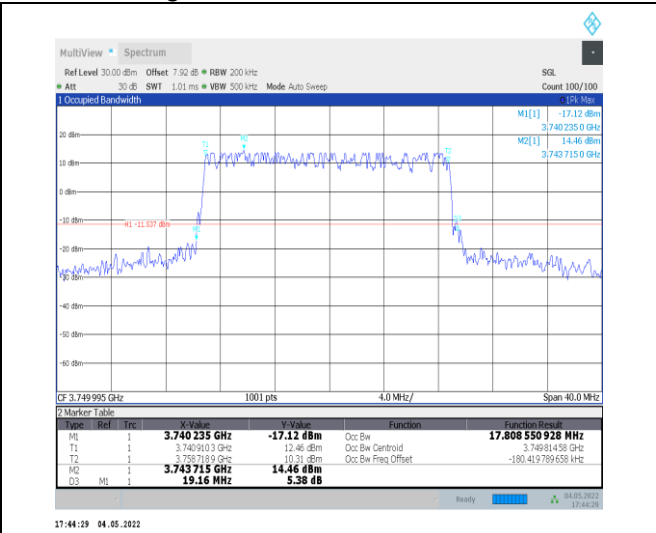 MultiView Spectrum
Ref Level 30.00 dBm Offset 7.92 dB RBW 200 kHz SGL
Att 30 dB SWT 1.01 ms VBW 500 kHz Mode Auto Sweep Count 100/100
1 Occupied Bandwidth 1Pk Max
M1[1] -17.12 dBm
3.740 235 0 GHz
M2[1] 14.46 dBm
3.743 715 0 GHz
20 dBm
10 dBm
0 dBm
-10 dBm
H1 -11.537 dBm
-20 dBm
-30 dBm
-40 dBm
-50 dBm
-60 dBm
T1
M2
T2
M1
CF 3.749 995 GHz 1001 pts 4.0 MHz/ Span 40.0 MHz
2 Marker Table
Type Ref Trc X-Value Y-Value Function Function Result
M1 1 3.740 235 GHz -17.12 dBm Occ Bw 17.808 550 928 MHz
T1 1 3.740 910 3 GHz 12.46 dBm Occ Bw Centroid 3.749 814 58 GHz
T2 1 3.758 718 9 GHz 10.31 dBm Occ Bw Freq Offset -180.419 789 658 kHz
M2 1 3.743 715 GHz 14.46 dBm
D3 M1 1 19.16 MHz 5.38 dB
Ready 04.05.2022
17:44:29
17:44:29 04.05.2022